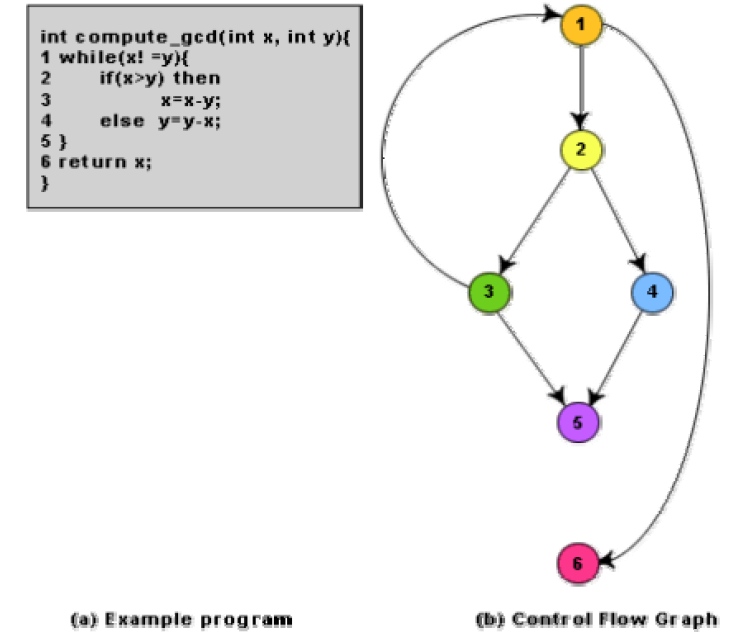 int compute_gcd(int x, int y){
1 while(x! =y){
2 if(x>y) then
3 x=x-y;
4 else y=y-x;
5 }
6 return x;
}
1
2
3
4
5
6
(a) Example program
(b) Control Flow Graph